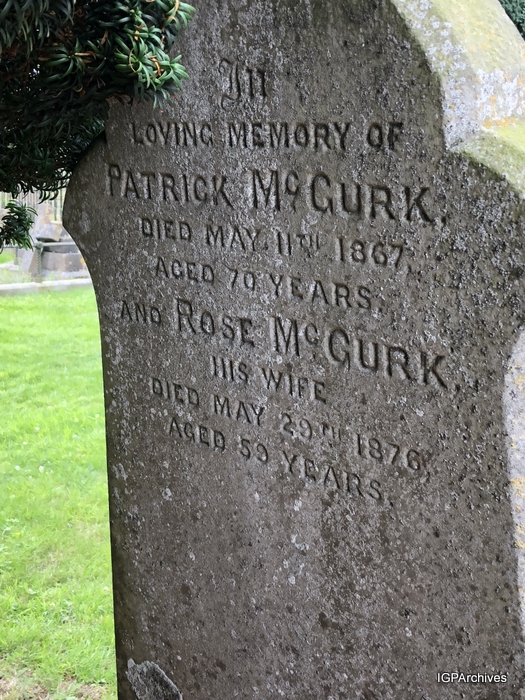 In
LOVING MEMORY OF
PATRICK McGURK.
DIED MAY 11TH 1867
AGED 70 YEARS.
AND ROSE McGURK.
HIS WIFE
DIED MAY 29TH 1876,
AGED 59 YEARS.
IGPArchives